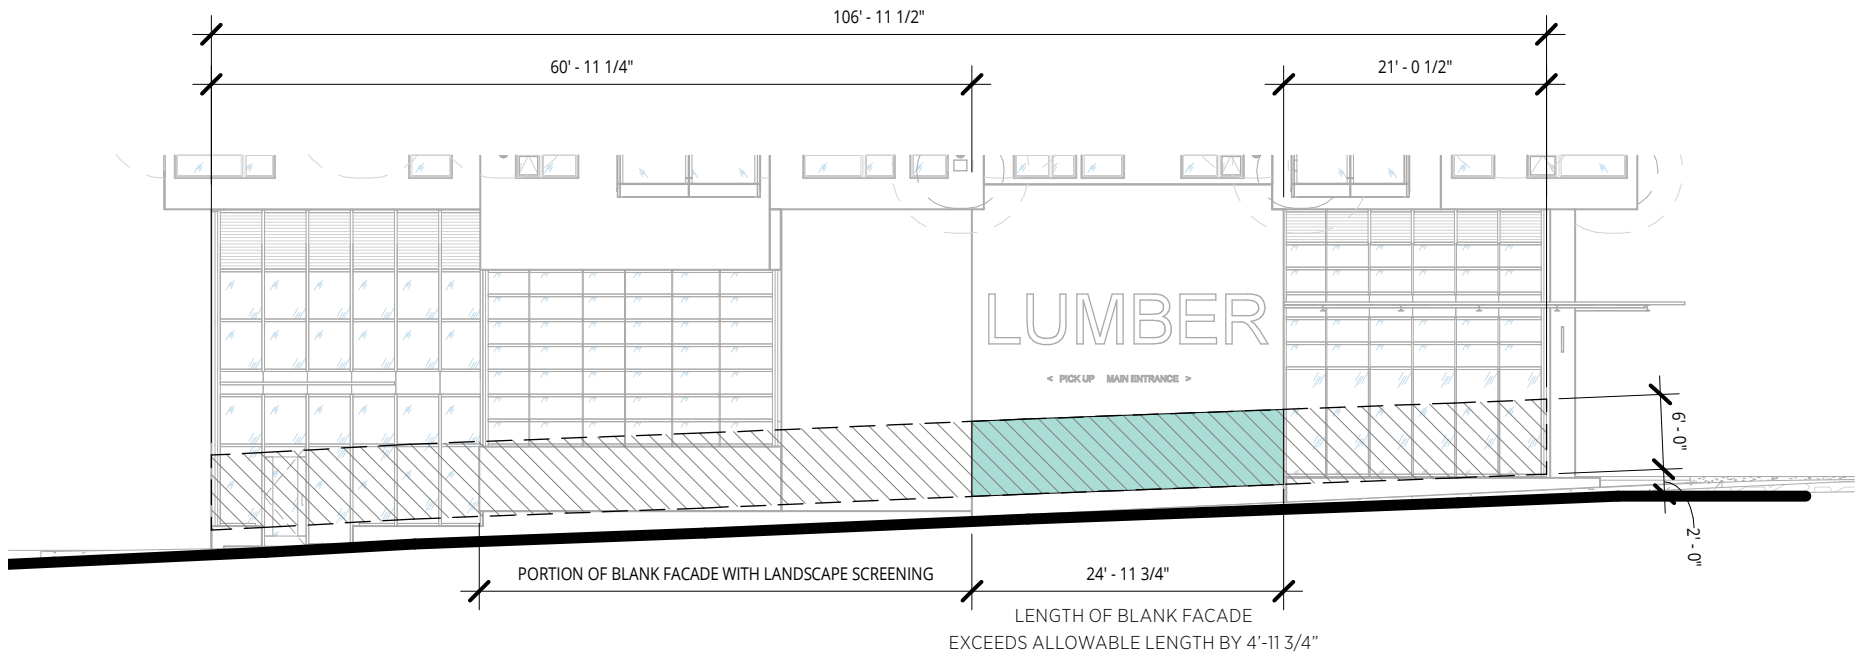 106' - 11 1/2"
60' - 11 1/4"
21' - 0 1/2"
LUMBER
< PICK UP MAIN ENTRANCE >
6' - 0"
2' - 0"
PORTION OF BLANK FACADE WITH LANDSCAPE SCREENING
24' - 11 3/4"
LENGTH OF BLANK FACADE
EXCEEDS ALLOWABLE LENGTH BY 4’-11 3/4”